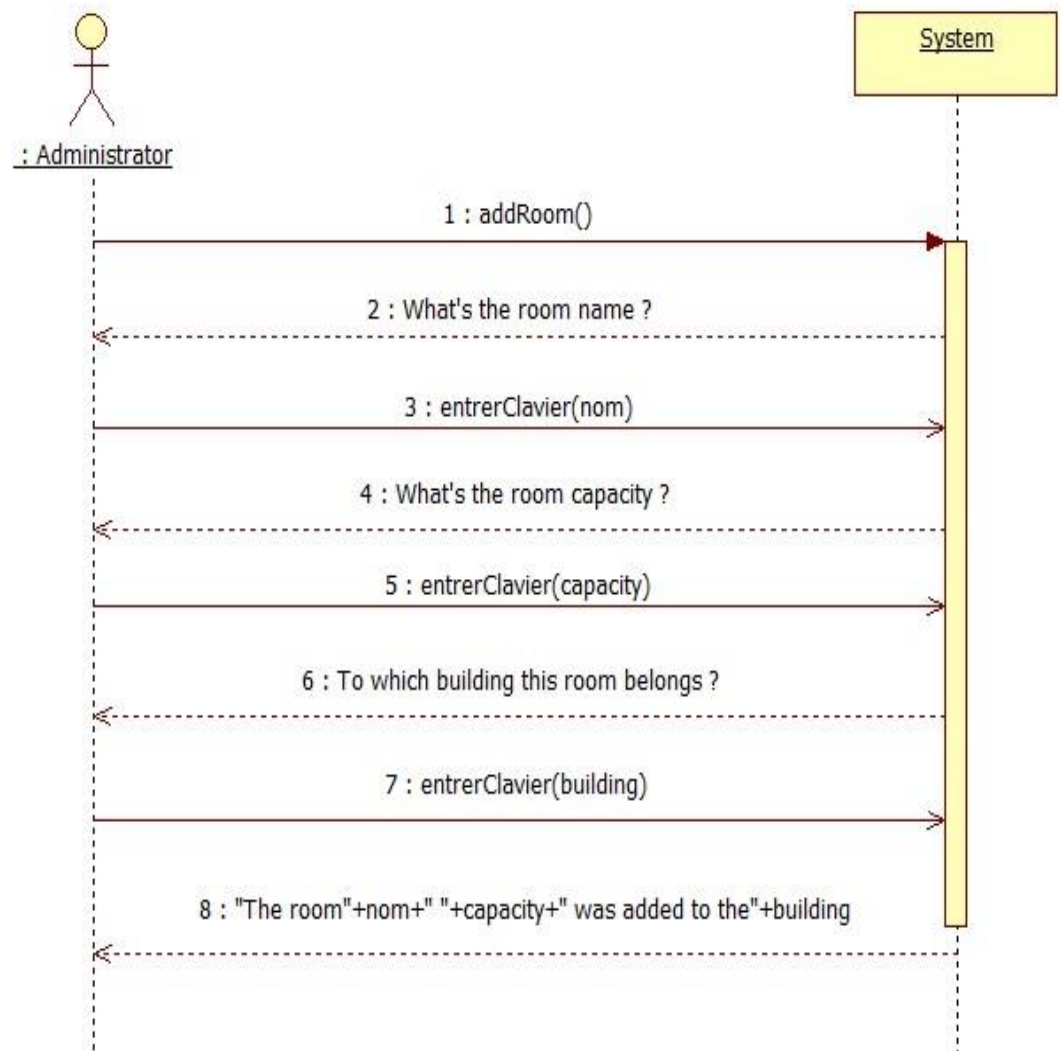 System
: Administrator
1 : addRoom()
2 : What's the room name ?
3 : entrerClavier(nom)
4 : What's the room capacity ?
5 : entrerClavier(capacity)
6 : To which building this room belongs ?
7 : entrerClavier(building)
8 : "The room"+nom+" "+capacity+" was added to the"+building